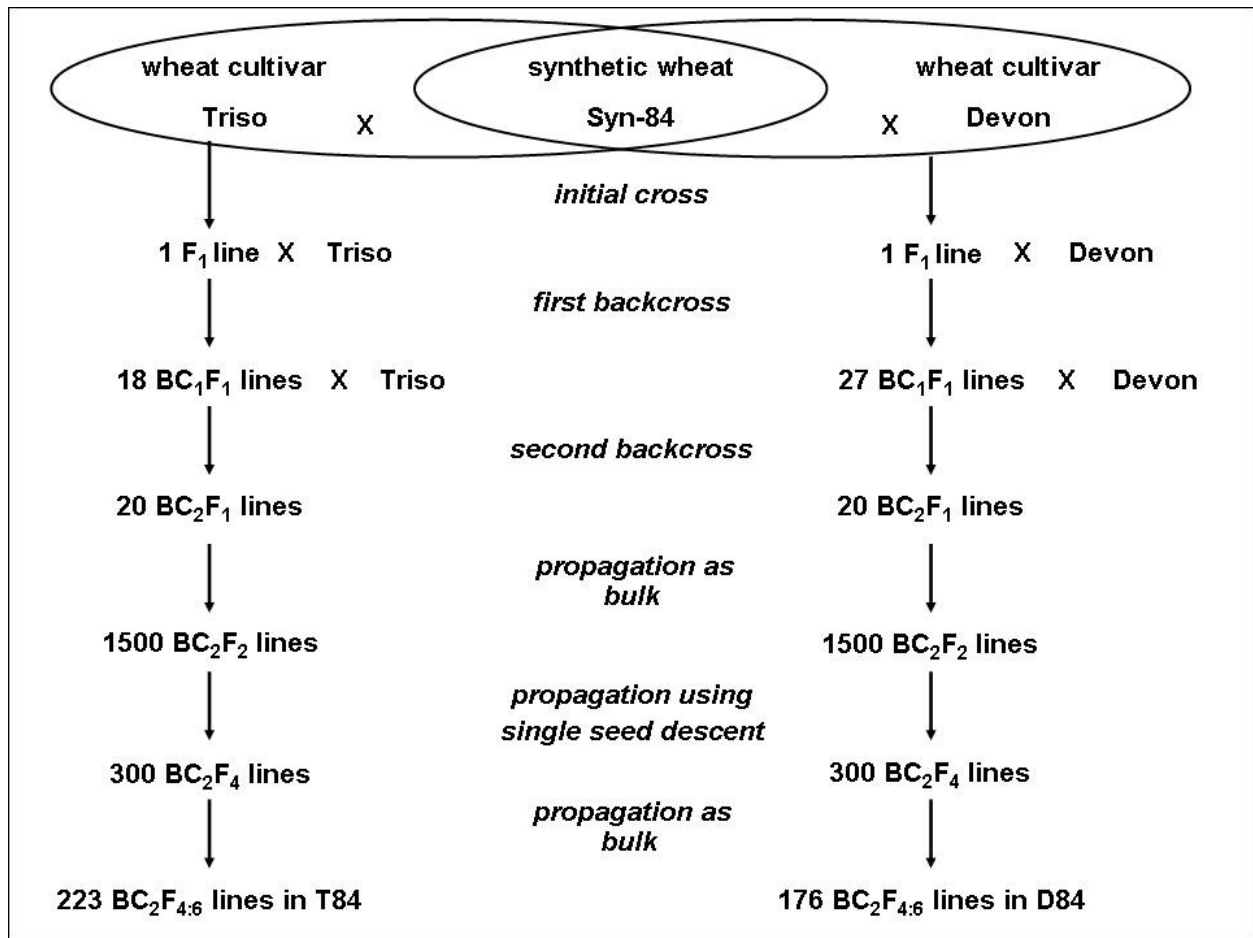 wheat cultivar synthetic wheat wheat cultivar
Triso X Syn-84 X Devon
initial cross
1 F₁ line X Triso 1 F₁ line X Devon
first backcross
18 BC₁F₁ lines X Triso 27 BC₁F₁ lines X Devon
second backcross
20 BC₂F₁ lines 20 BC₂F₁ lines
propagation as
bulk
1500 BC₂F₂ lines 1500 BC₂F₂ lines
propagation using
single seed descent
300 BC₂F₄ lines 300 BC₂F₄ lines
propagation as
bulk
223 BC₂F₄:₆ lines in T84 176 BC₂F₄:₆ lines in D84